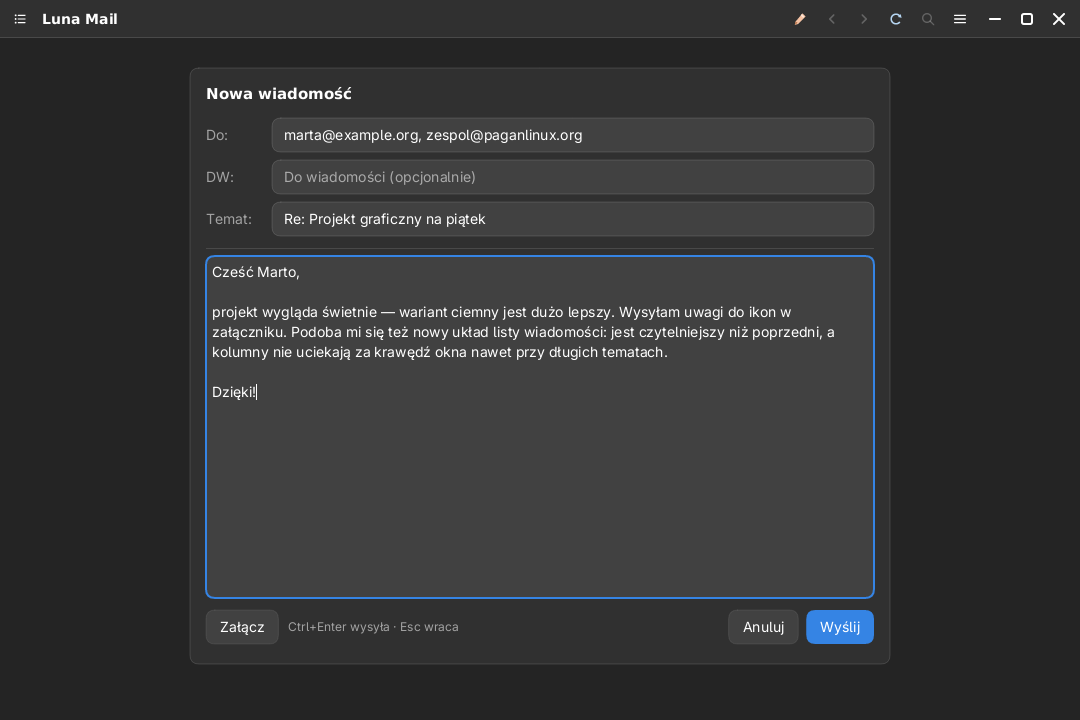 Luna Mail
Nowa wiadomość
Do:
marta@example.org, zespol@paganlinux.org
DW:
Do wiadomości (opcjonalnie)
Temat:
Re: Projekt graficzny na piątek
Cześć Marto,
projekt wygląda świetnie — wariant ciemny jest dużo lepszy. Wysyłam uwagi do ikon w
załączniku. Podoba mi się też nowy układ listy wiadomości: jest czytelniejszy niż poprzedni, a
kolumny nie uciekają za krawędź okna nawet przy długich tematach.
Dzięki!
Załącz
Ctrl+Enter wysyła · Esc wraca
Anuluj
Wyślij